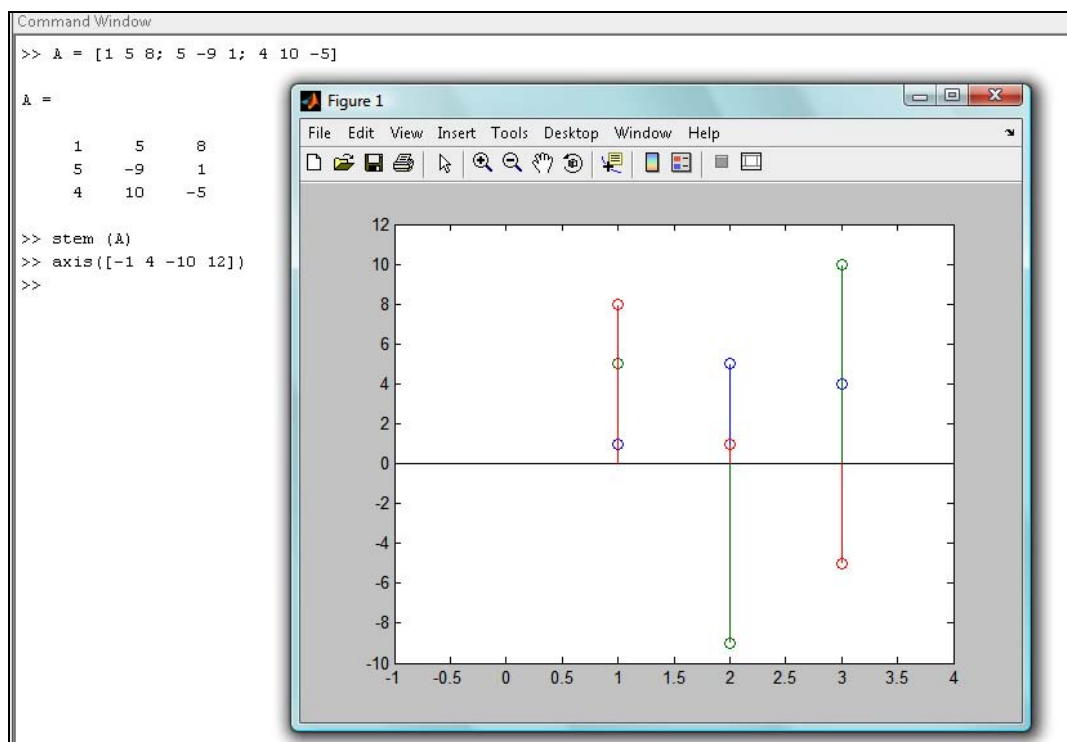 Command Window
>> A = [1 5 8; 5 -9 1; 4 10 -5]
A =
1 5 8
5 -9 1
4 10 -5
>> stem (A)
>> axis([-1 4 -10 12])
>>
Figure 1
File Edit View Insert Tools Desktop Window Help
12
10
8
6
4
2
0
-2
-4
-6
-8
-10
-1 -0.5 0 0.5 1 1.5 2 2.5 3 3.5 4